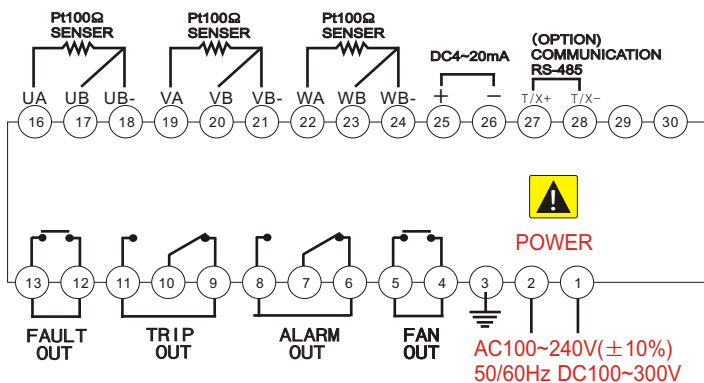 Pt100Ω
SENSER
Pt100Ω
SENSER
Pt100Ω
SENSER
DC4~20mA
(OPTION)
COMMUNICATION
RS-485
UA UB UB- VA VB VB- WA WB WB- + − T/X+ T/X−
16 17 18 19 20 21 22 23 24 25 26 27 28 29 30
POWER
13 12 11 10 9 8 7 6 5 4 3 2 1
FAULT
OUT
TRIP
OUT
ALARM
OUT
FAN
OUT
AC100~240V(±10%)
50/60Hz DC100~300V